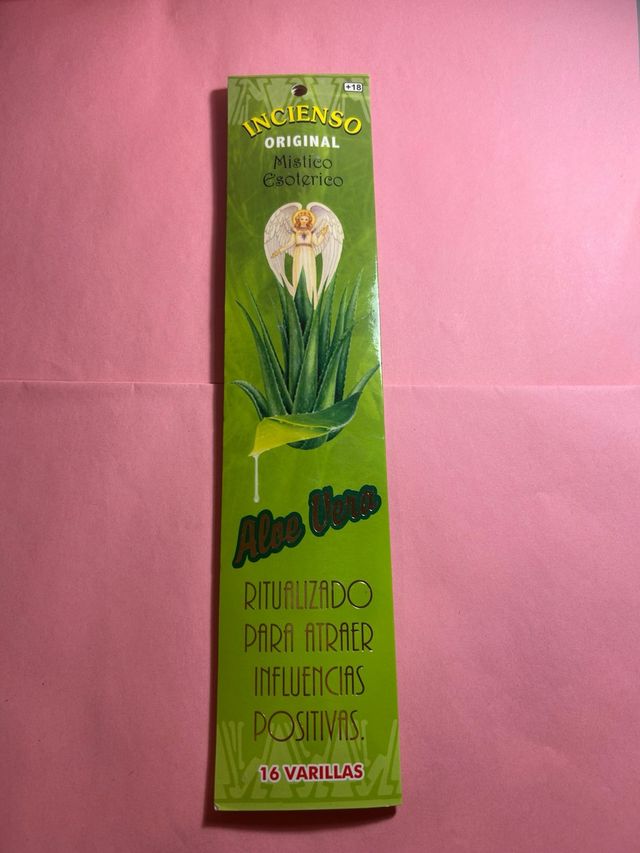 +18
INCIENSO
ORIGINAL
Mistico
Esoterico
Aloe Vera
RITUALIZADO
PARA ATRAER
INFLUENCIAS
POSITIVAS.
16 VARILLAS